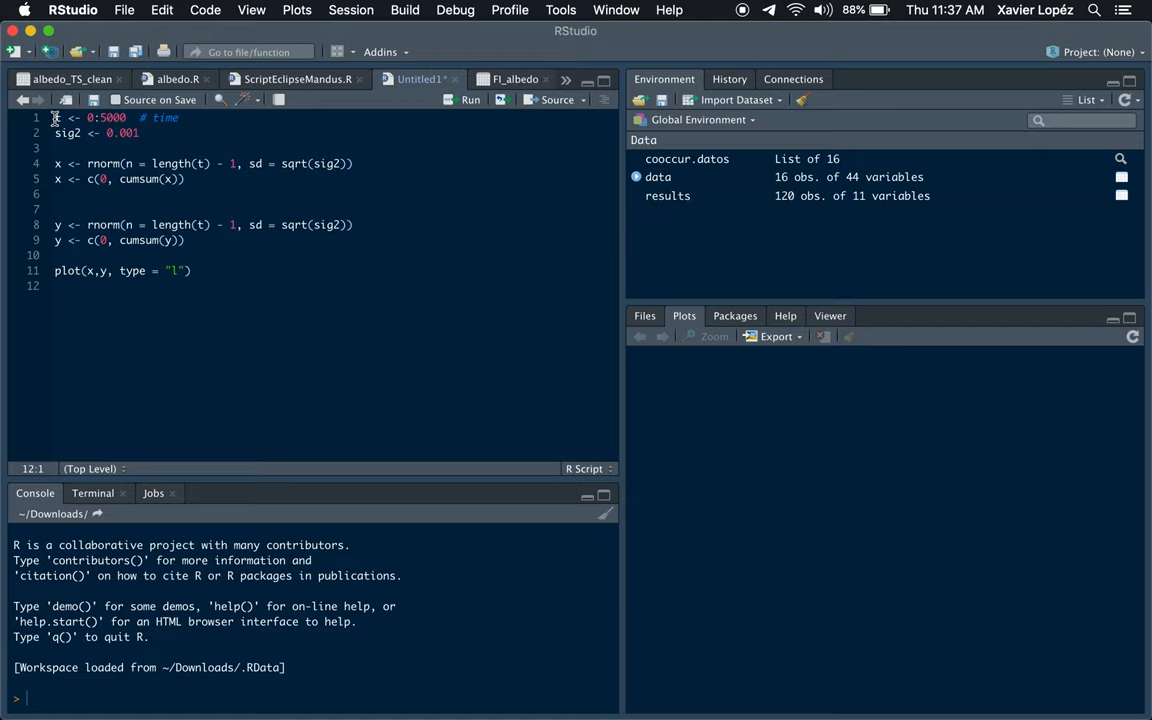 RStudio File Edit Code View Plots Session Build Debug Profile Tools Window Help 88% Thu 11:37 AM Xavier Lopéz
RStudio
Go to file/function Addins Project: (None)
albedo_TS_clean albedo.R ScriptEclipseMandus.R Untitled1* FI_albedo
Source on Save Run Source
1 <- 0:5000 # time
2 sig2 <- 0.001
3
4 x <- rnorm(n = length(t) - 1, sd = sqrt(sig2))
5 x <- c(0, cumsum(x))
6
7
8 y <- rnorm(n = length(t) - 1, sd = sqrt(sig2))
9 y <- c(0, cumsum(y))
10
11 plot(x,y, type = "l")
12
12:1 (Top Level) R Script
Console Terminal Jobs
~/Downloads/
R is a collaborative project with many contributors.
Type 'contributors()' for more information and
'citation()' on how to cite R or R packages in publications.
Type 'demo()' for some demos, 'help()' for on-line help, or
'help.start()' for an HTML browser interface to help.
Type 'q()' to quit R.
[Workspace loaded from ~/Downloads/.RData]
>
Environment History Connections
Import Dataset List
Global Environment
Data
cooccur.datos List of 16
data 16 obs. of 44 variables
results 120 obs. of 11 variables
Files Plots Packages Help Viewer
Zoom Export